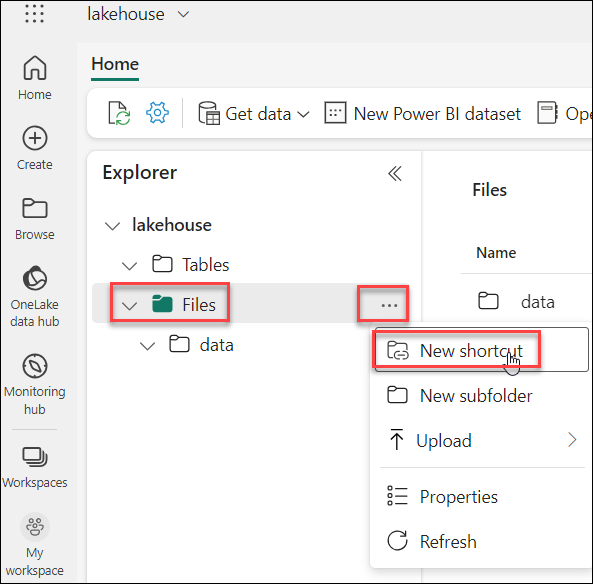 lakehouse
Home
Home
Get data
New Power BI dataset
Ope
Create
Browse
OneLake
data hub
Monitoring
hub
Workspaces
My
workspace
Explorer
lakehouse
Tables
Files
...
data
Files
Name
data
New shortcut
New subfolder
Upload
Properties
Refresh